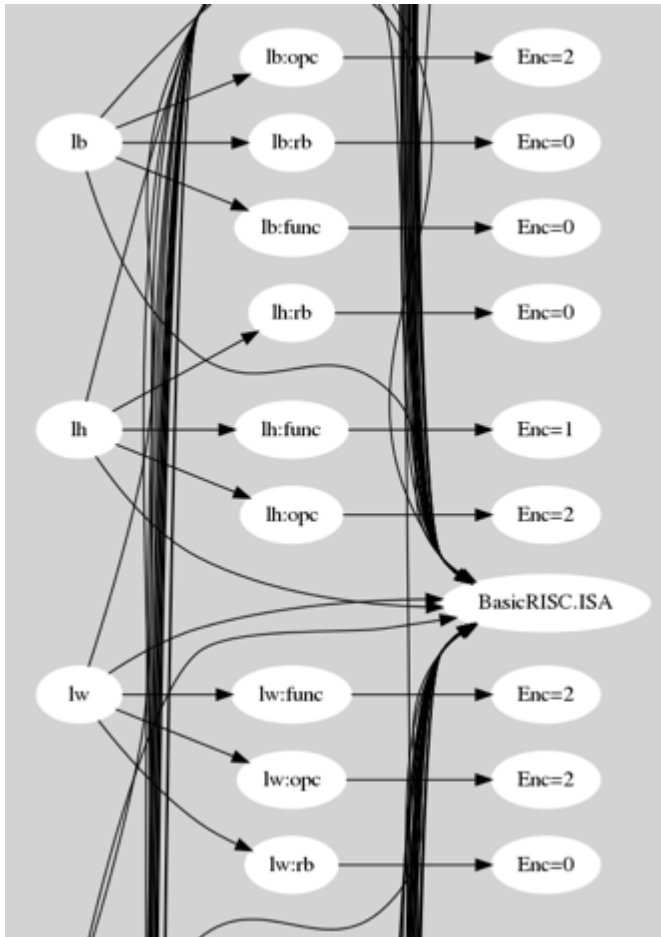 lb:opc Enc=2
lb lb:rb Enc=0
lb:func Enc=0
lh:rb Enc=0
lh lh:func Enc=1
lh:opc Enc=2
BasicRISC.ISA
lw lw:func Enc=2
lw:opc Enc=2
lw:rb Enc=0